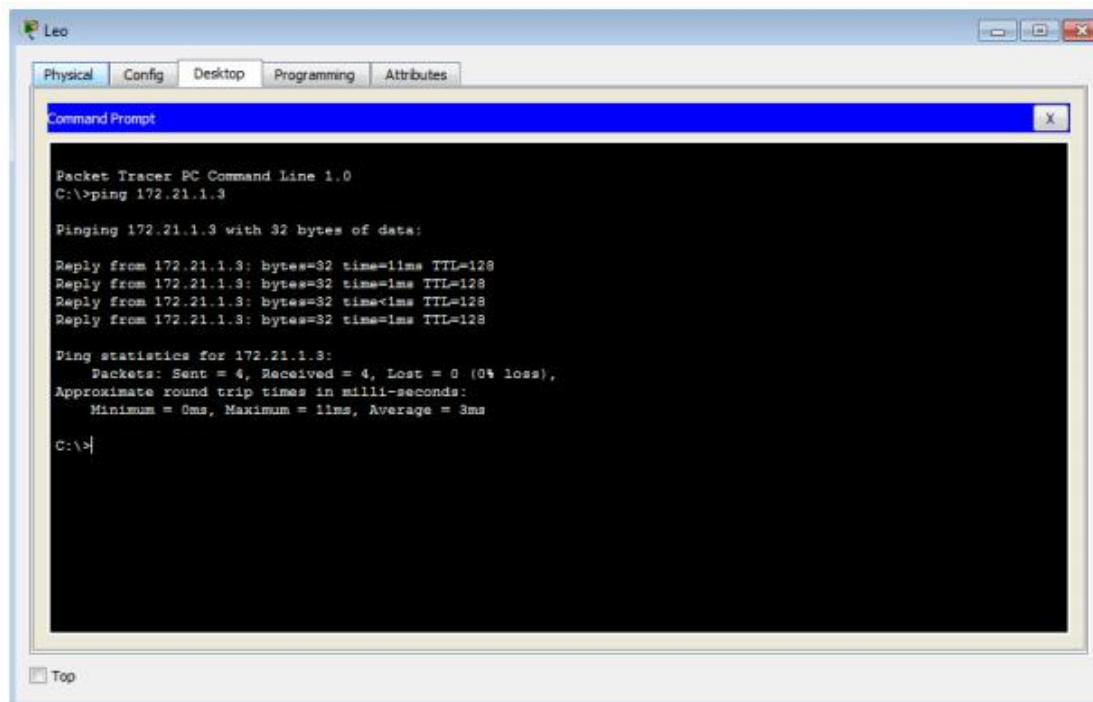 Leo
Physical Config Desktop Programming Attributes
Command Prompt X
Packet Tracer PC Command Line 1.0
C:\>ping 172.21.1.3
Pinging 172.21.1.3 with 32 bytes of data:
Reply from 172.21.1.3: bytes=32 time=11ms TTL=128
Reply from 172.21.1.3: bytes=32 time=1ms TTL=128
Reply from 172.21.1.3: bytes=32 time<1ms TTL=128
Reply from 172.21.1.3: bytes=32 time=1ms TTL=128
Ping statistics for 172.21.1.3:
Packets: Sent = 4, Received = 4, Lost = 0 (0% loss),
Approximate round trip times in milli-seconds:
Minimum = 0ms, Maximum = 11ms, Average = 3ms
C:\>
Top